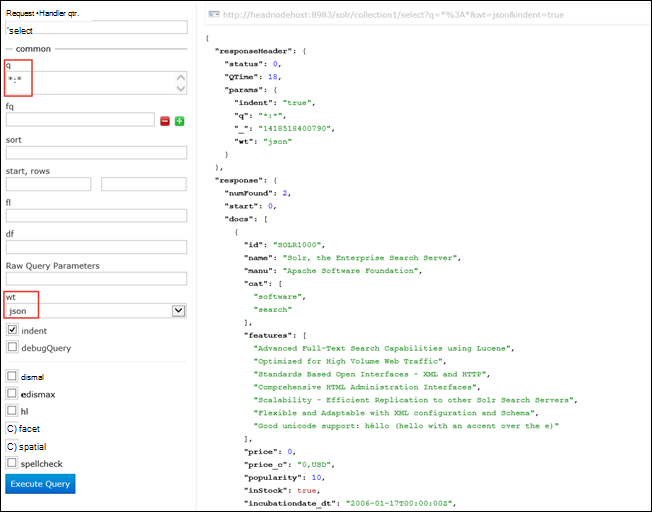 Request •Handler qtr.
'select
common
q
*:*
fq
sort
start, rows
fl
df
Raw Query Parameters
wt
json
indent
debugQuery
dismal
edismax
hl
C) facet
C) spatial
spellcheck
Execute Query
http://headnodehost:8983/solr/collection1/select?q=*%3A*&wt=json&indent=true
{
"responseHeader": {
"status": 0,
"QTime": 18,
"params": {
"indent": "true",
"q": "*:*",
"_": "1418518400790",
"wt": "json"
}
},
"response": {
"numFound": 2,
"start": 0,
"docs": [
{
"id": "SOLR1000",
"name": "Solr, the Enterprise Search Server",
"manu": "Apache Software Foundation",
"cat": [
"software",
"search"
],
"features": [
"Advanced Full-Text Search Capabilities using Lucene",
"Optimized for High Volume Web Traffic",
"Standards Based Open Interfaces - XML and HTTP",
"Comprehensive HTML Administration Interfaces",
"Scalability - Efficient Replication to other Solr Search Servers",
"Flexible and Adaptable with XML configuration and Schema",
"Good unicode support: héllo (hello with an accent over the e)"
],
"price": 0,
"price_c": "0,USD",
"popularity": 10,
"inStock": true,
"incubationdate_dt": "2006-01-17T00:00:00Z",